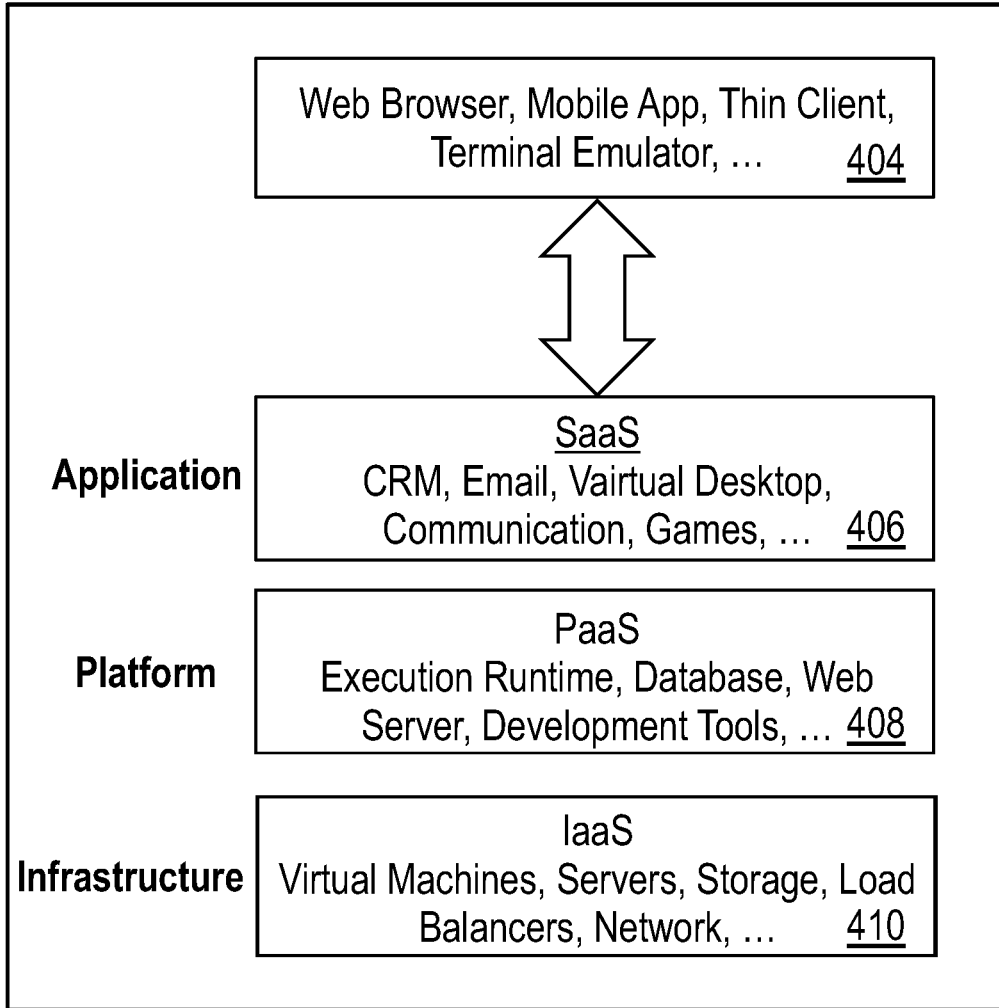 Web Browser, Mobile App, Thin Client,
Terminal Emulator, … 404
SaaS
Application
CRM, Email, Vairtual Desktop,
Communication, Games, … 406
PaaS
Platform
Execution Runtime, Database, Web
Server, Development Tools, … 408
IaaS
Infrastructure
Virtual Machines, Servers, Storage, Load
Balancers, Network, … 410